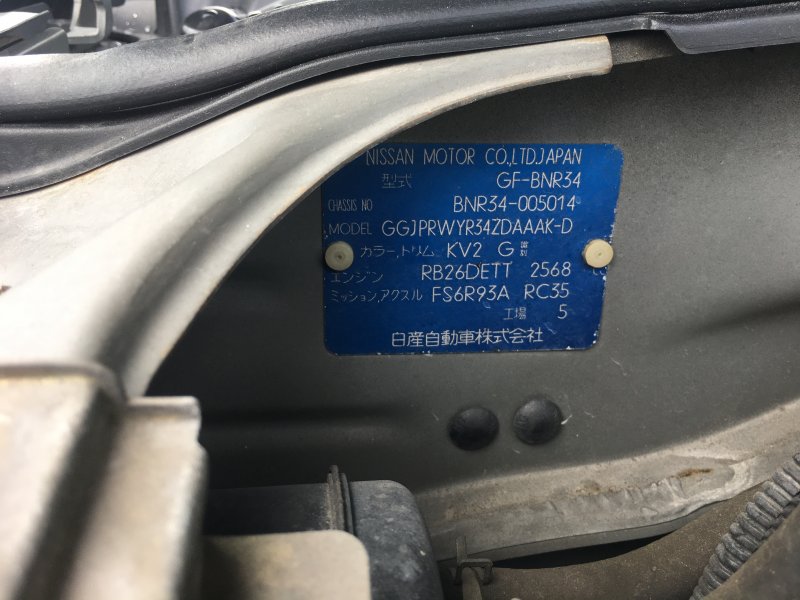 NISSAN MOTOR CO.,LTD.JAPAN
型式 GF-BNR34
CHASSIS NO BNR34-005014
MODEL GGJPRWYR34ZDAAAK-D
カラー,トリム KV2 G 識別
エンジン RB26DETT 2568
ミッション,アクスル FS6R93A RC35
工場 5
日産自動車株式会社